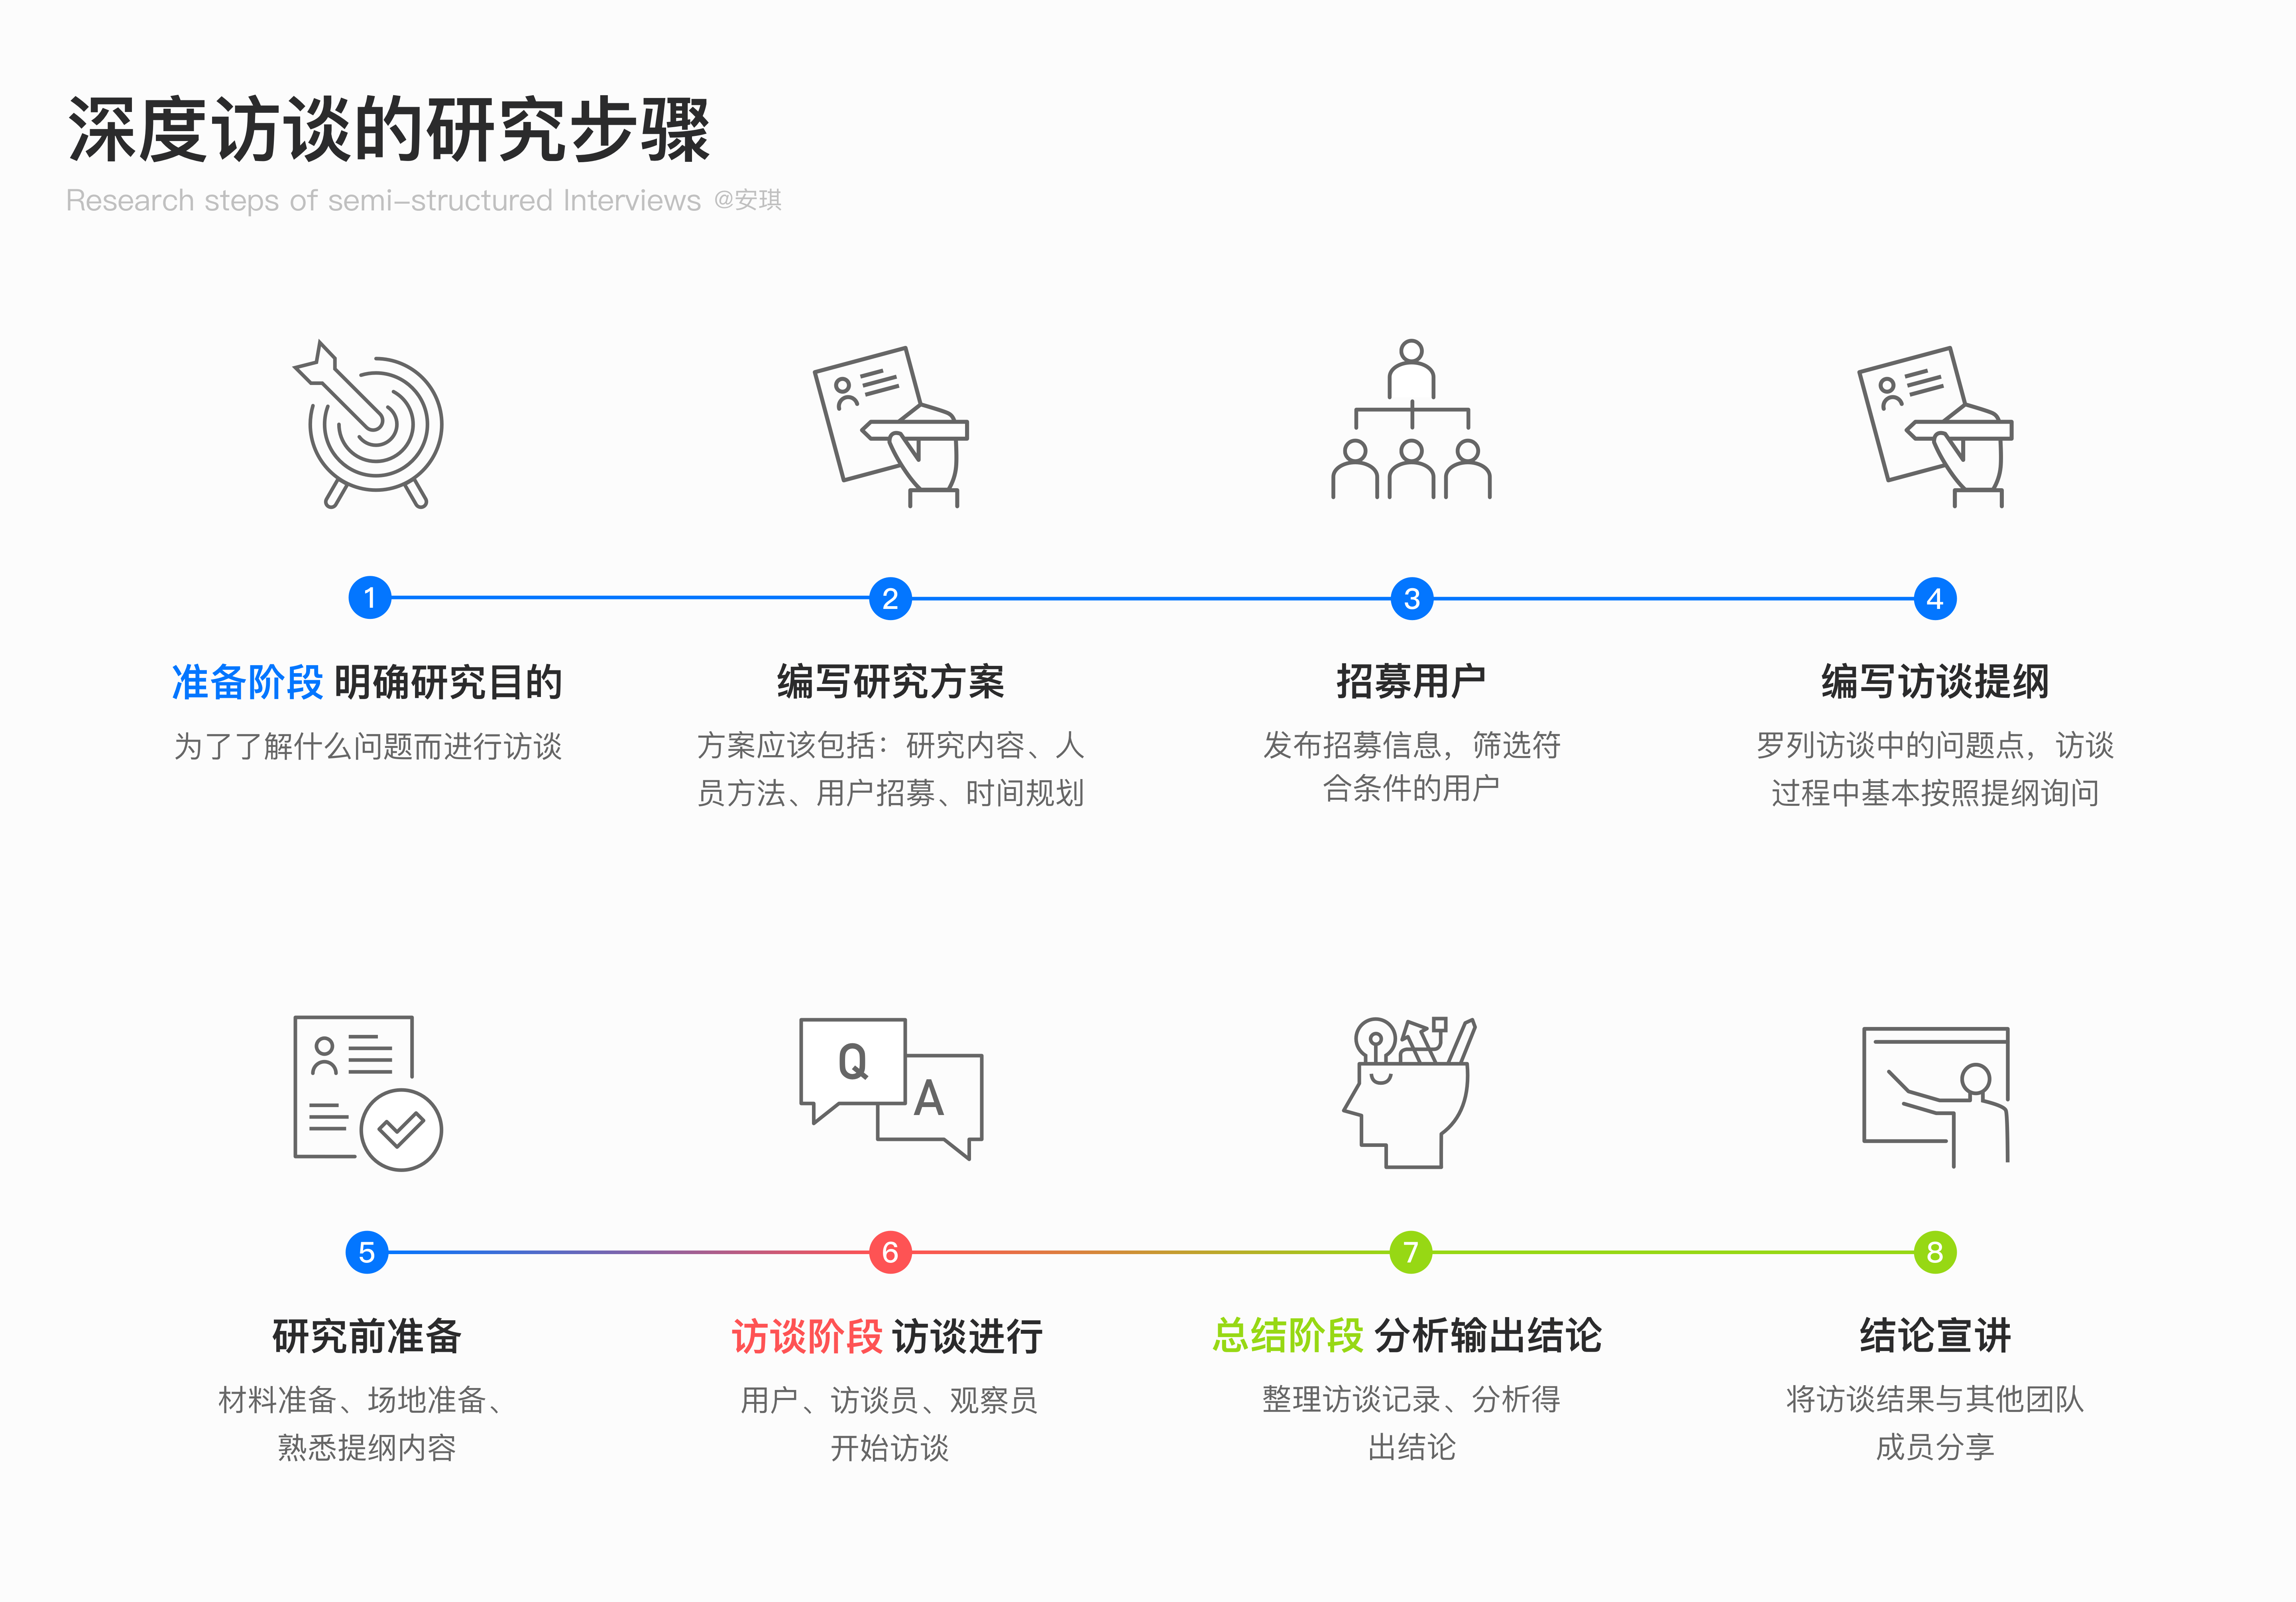 深度访谈的研究步骤
Research steps of semi-structured Interviews @安琪
1
准备阶段 明确研究目的
为了了解什么问题而进行访谈
2
编写研究方案
方案应该包括：研究内容、人
员方法、用户招募、时间规划
3
招募用户
发布招募信息，筛选符
合条件的用户
4
编写访谈提纲
罗列访谈中的问题点，访谈
过程中基本按照提纲询问
5
研究前准备
材料准备、场地准备、
熟悉提纲内容
Q
A
6
访谈阶段 访谈进行
用户、访谈员、观察员
开始访谈
7
总结阶段 分析输出结论
整理访谈记录、分析得
出结论
8
结论宣讲
将访谈结果与其他团队
成员分享